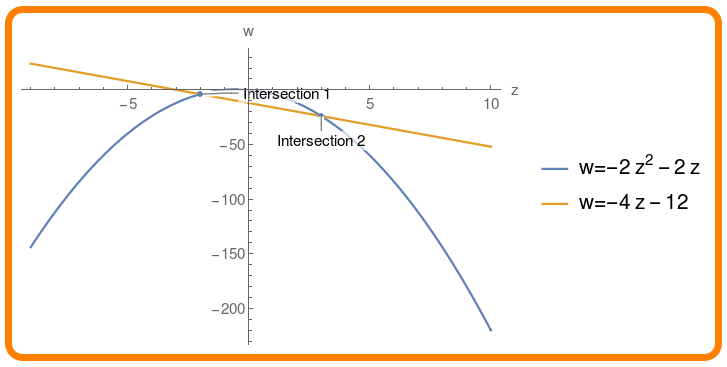 w
Intersection 1
z
−5
5
10
Intersection 2
−50
−100
−150
−200
w=−2 z² − 2 z
w=−4 z − 12